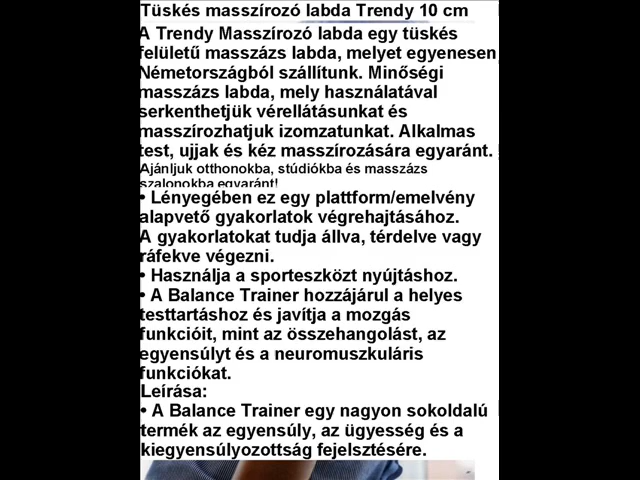 Tüskés masszírozó labda Trendy 10 cm
A Trendy Masszírozó labda egy tüskés
felületű masszázs labda, melyet egyenesen
Németországból szállítunk. Minőségi
masszázs labda, mely használatával
serkenthetjük vérellátásunkat és
masszírozhatjuk izomzatunkat. Alkalmas
test, ujjak és kéz masszírozására egyaránt.
Ajánljuk otthonokba, stúdiókba és masszázs
szalonokba egyaránt!
• Lényegében ez egy plattform/emelvény
alapvető gyakorlatok végrehajtásához.
A gyakorlatokat tudja állva, térdelve vagy
ráfekve végezni.
• Használja a sporteszközt nyújtáshoz.
• A Balance Trainer hozzájárul a helyes
testtartáshoz és javítja a mozgás
funkcióit, mint az összehangolást, az
egyensúlyt és a neuromuszkuláris
funkciókat.
Leírása:
• A Balance Trainer egy nagyon sokoldalú
termék az egyensúly, az ügyesség és a
kiegyensúlyozottság fejelsztésére.